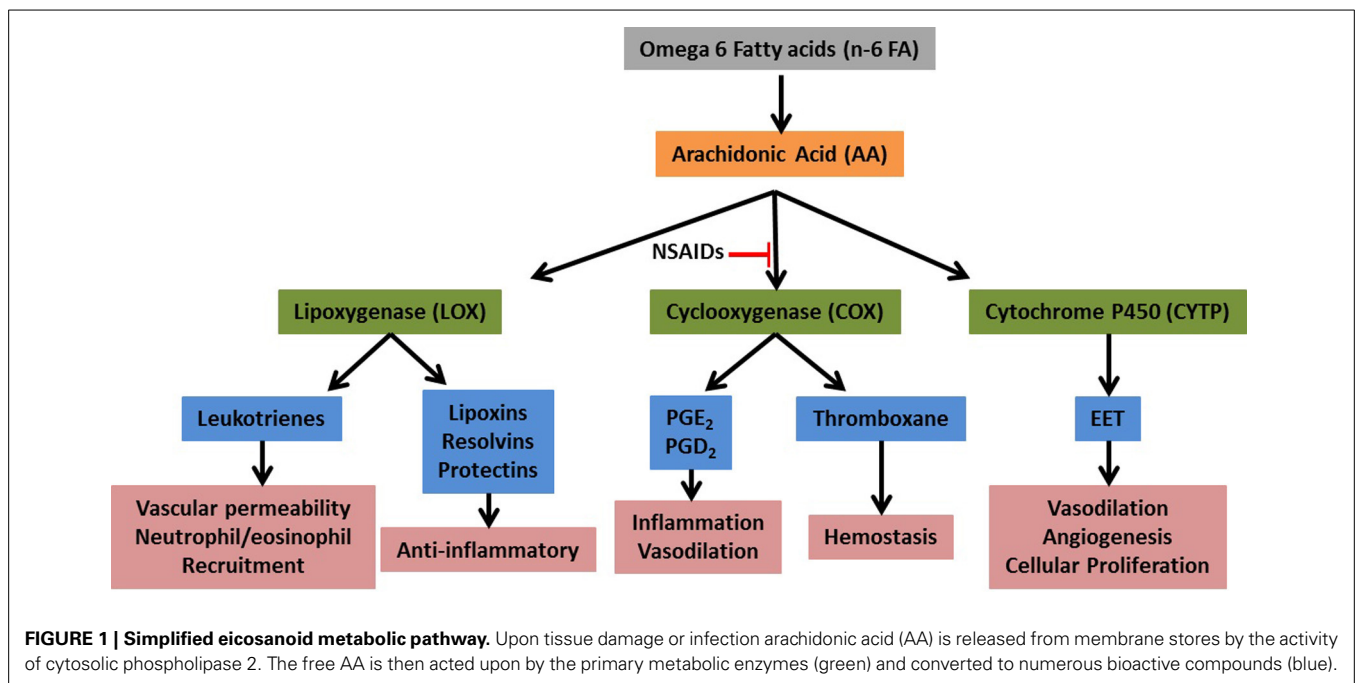 Omega 6 Fatty acids (n-6 FA)
Arachidonic Acid (AA)
NSAIDs
Lipoxygenase (LOX)
Cyclooxygenase (COX)
Cytochrome P450 (CYTP)
Leukotrienes
Lipoxins
Resolvins
Protectins
PGE₂
PGD₂
Thromboxane
EET
Vascular permeability
Neutrophil/eosinophil
Recruitment
Anti-inflammatory
Inflammation
Vasodilation
Hemostasis
Vasodilation
Angiogenesis
Cellular Proliferation
FIGURE 1 | Simplified eicosanoid metabolic pathway. Upon tissue damage or infection arachidonic acid (AA) is released from membrane stores by the activity
of cytosolic phospholipase 2. The free AA is then acted upon by the primary metabolic enzymes (green) and converted to numerous bioactive compounds (blue).